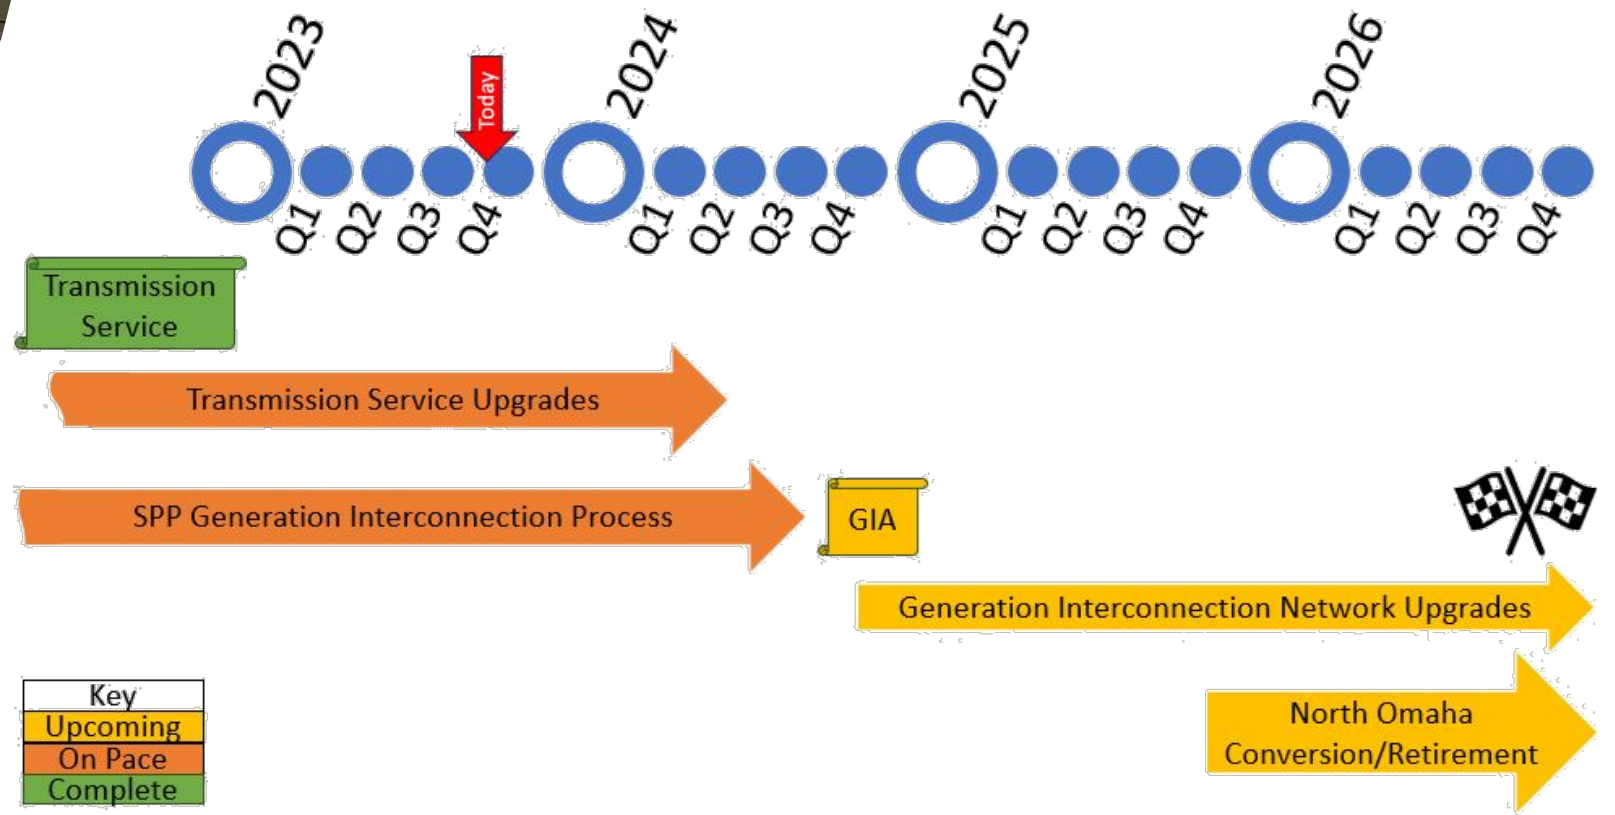 2023
2024
2025
2026
Today
Q1
Q2
Q3
Q4
Q1
Q2
Q3
Q4
Q1
Q2
Q3
Q4
Q1
Q2
Q3
Q4
Transmission
Service
Transmission Service Upgrades
SPP Generation Interconnection Process
GIA
Generation Interconnection Network Upgrades
North Omaha
Conversion/Retirement
Key
Upcoming
On Pace
Complete